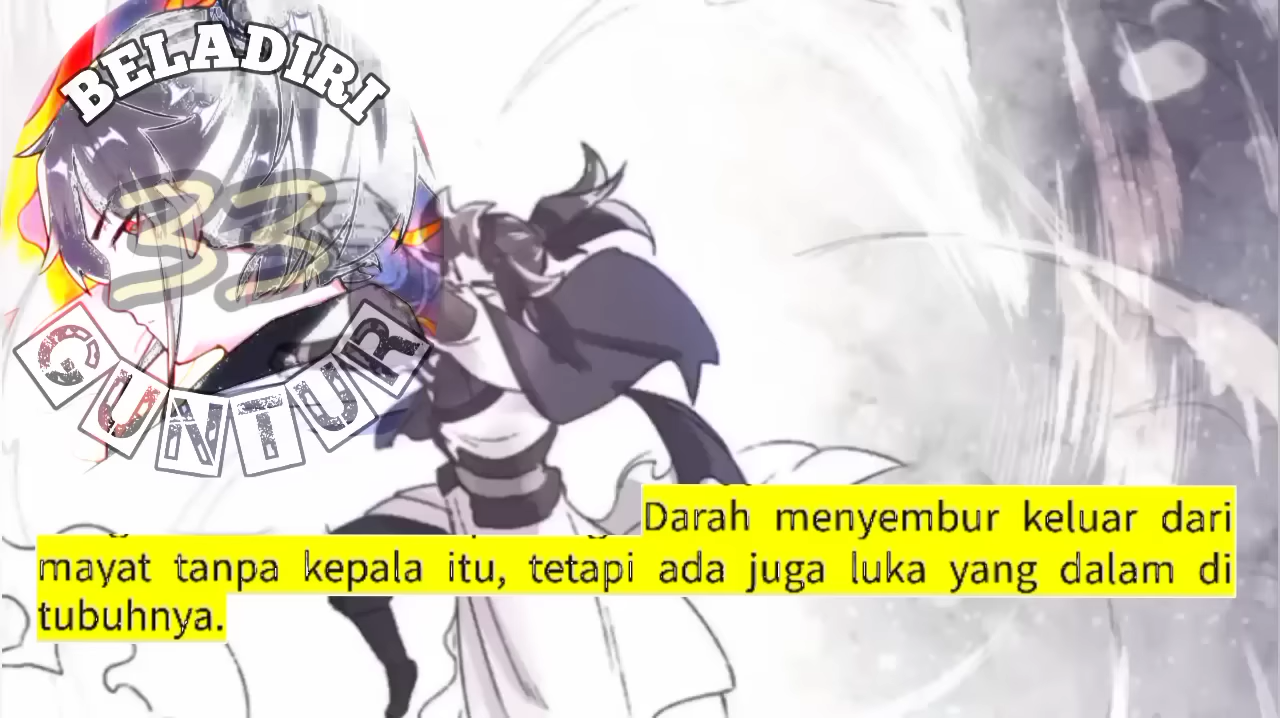 BELADIRI
33
GUNTUR
Darah menyembur keluar dari
mayat tanpa kepala itu, tetapi ada juga luka yang dalam di
tubuhnya.